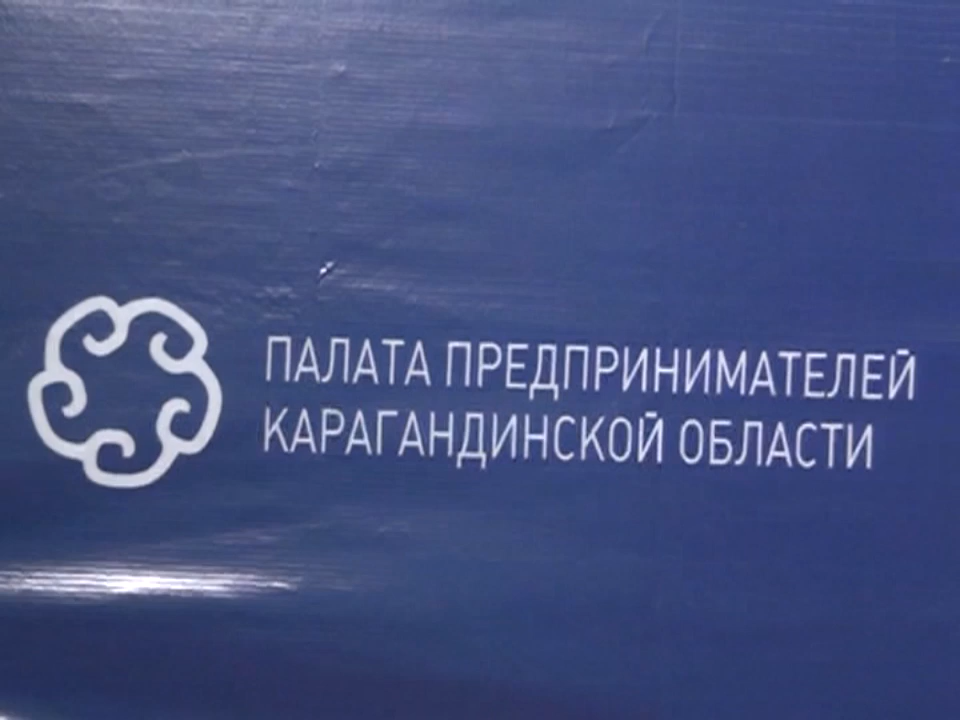 ПАЛАТА ПРЕДПРИНИМАТЕЛЕЙ
КАРАГАНДИНСКОЙ ОБЛАСТИ